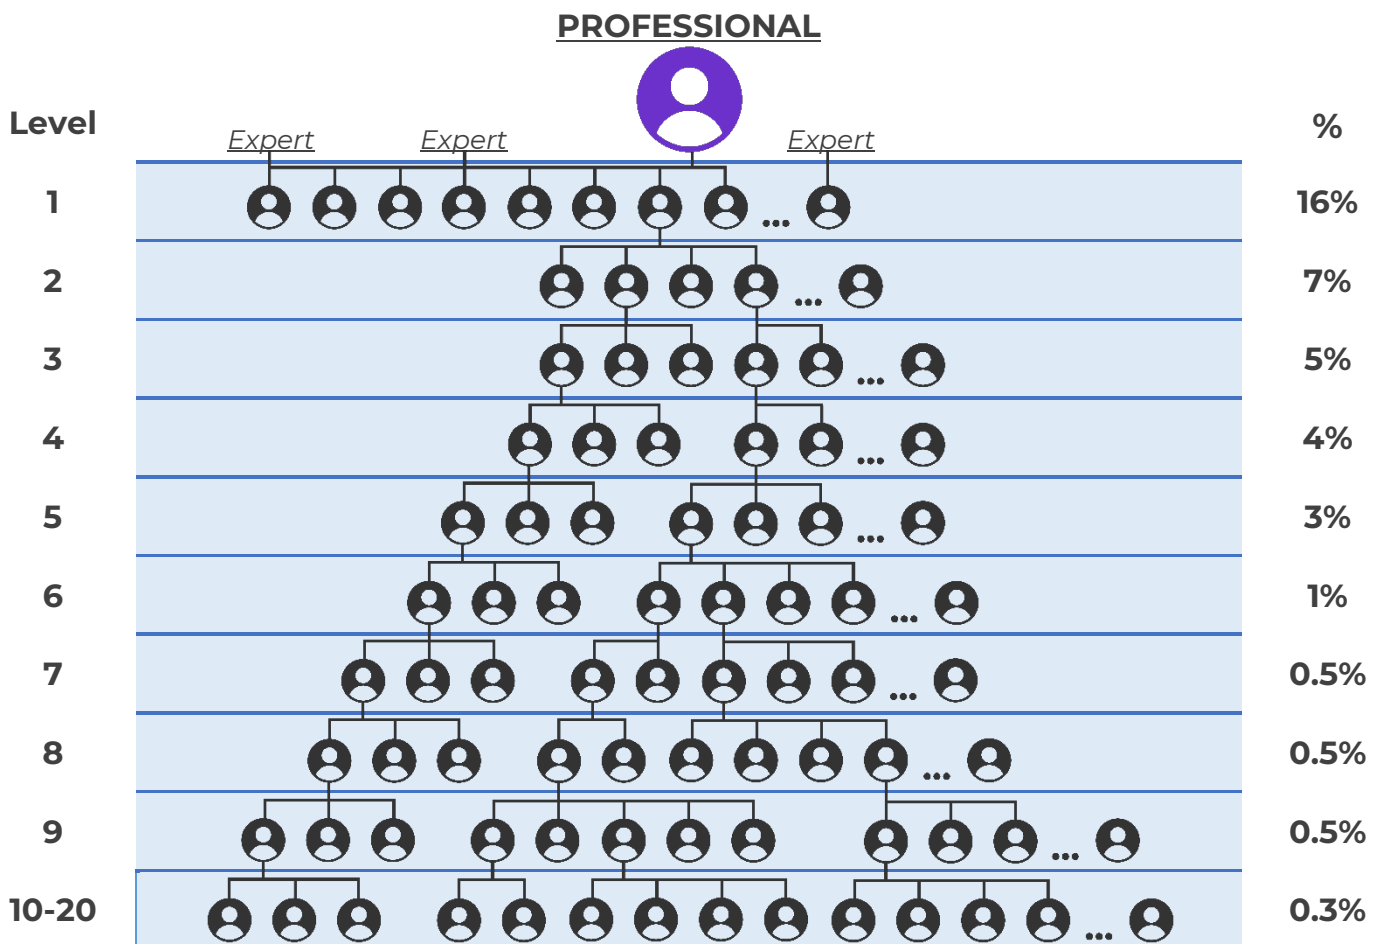 PROFESSIONAL
Level
Expert Expert Expert
%
1 ... 16%
2 ... 7%
3 ... 5%
4 ... 4%
5 ... 3%
6 ... 1%
7 ... 0.5%
8 ... 0.5%
9 ... 0.5%
10-20 ... 0.3%